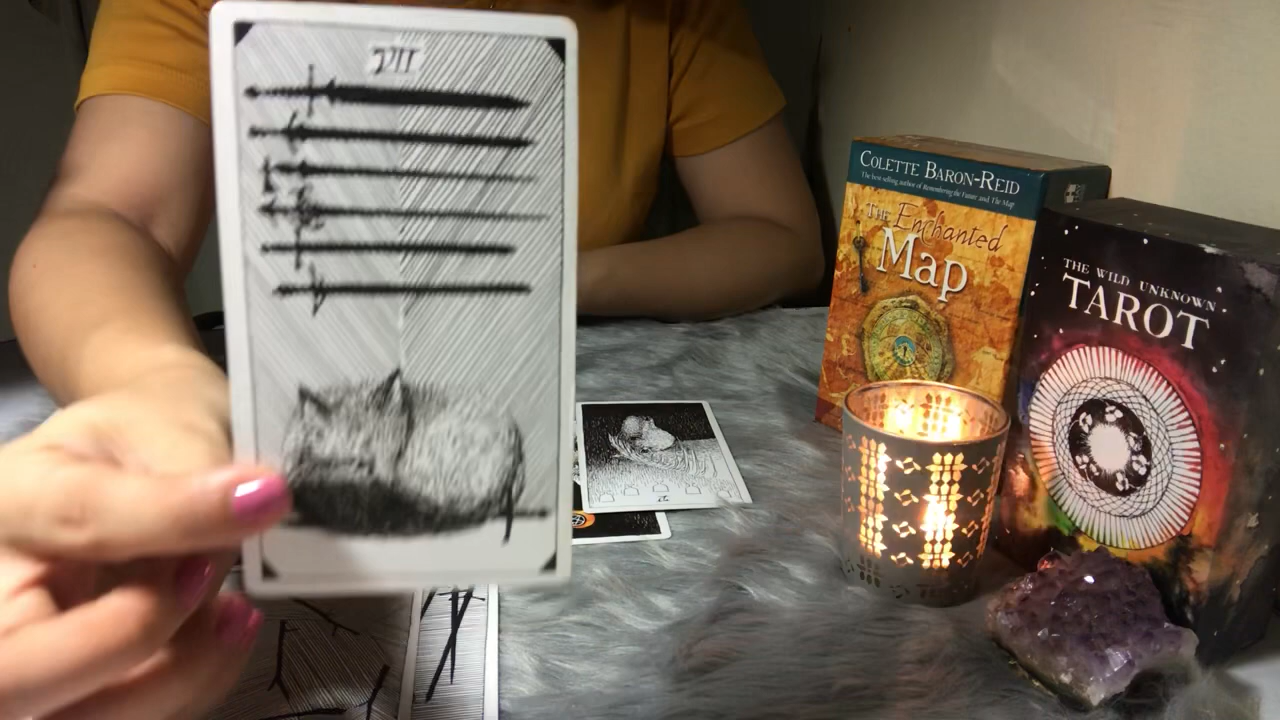 VII
COLETTE BARON-REID
The best-selling author of Remembering the Future and The Map
THE Enchanted
Map
THE WILD UNKNOWN
TAROT